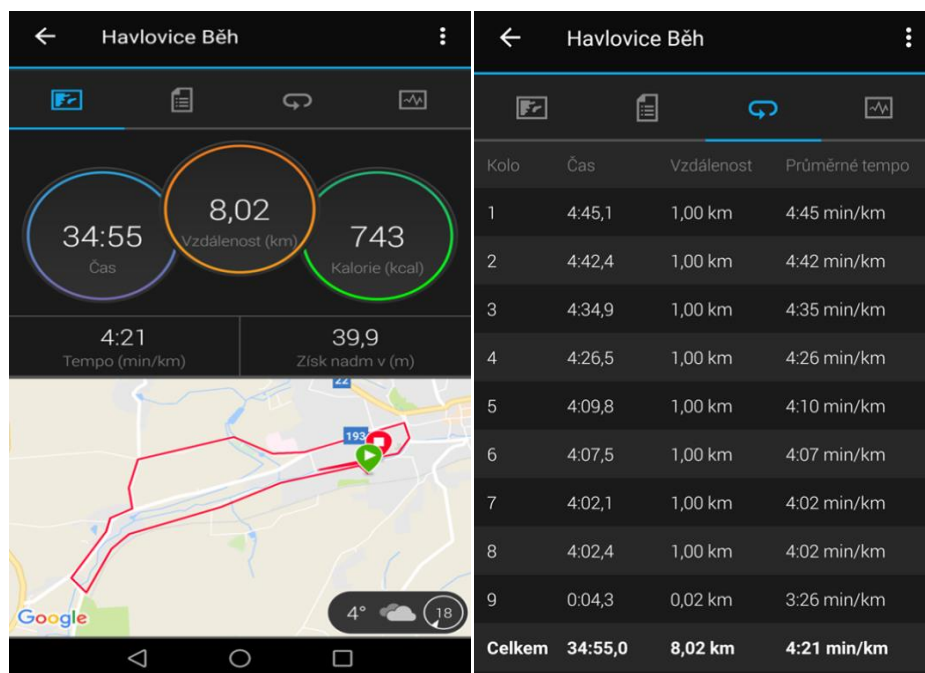 Havlovice Běh
34:55
Čas
8,02
Vzdálenost (km)
743
Kalorie (kcal)
4:21
Tempo (min/km)
39,9
Získ nadm v (m)
22
193
Google
4°
18
Havlovice Běh
Kolo Čas Vzdálenost Průměrné tempo
1 4:45,1 1,00 km 4:45 min/km
2 4:42,4 1,00 km 4:42 min/km
3 4:34,9 1,00 km 4:35 min/km
4 4:26,5 1,00 km 4:26 min/km
5 4:09,8 1,00 km 4:10 min/km
6 4:07,5 1,00 km 4:07 min/km
7 4:02,1 1,00 km 4:02 min/km
8 4:02,4 1,00 km 4:02 min/km
9 0:04,3 0,02 km 3:26 min/km
Celkem 34:55,0 8,02 km 4:21 min/km